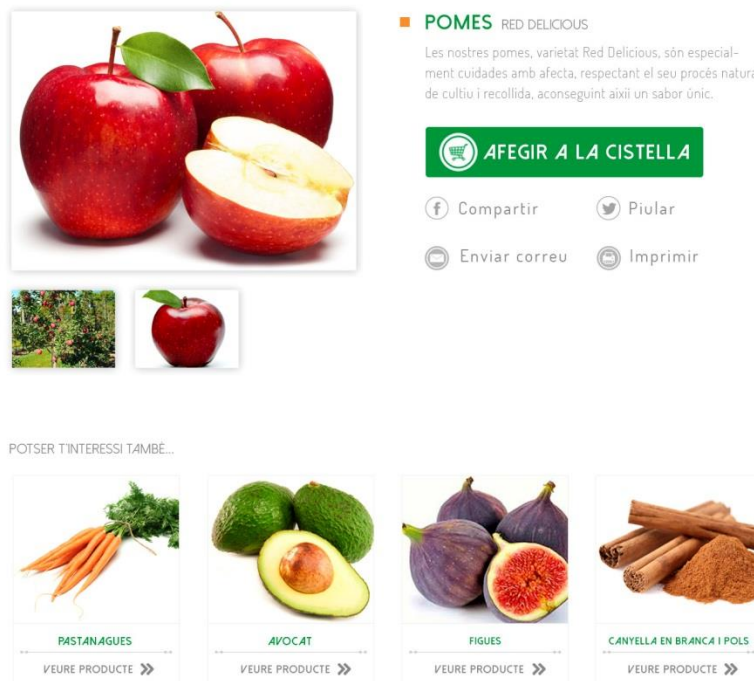 POMES RED DELICIOUS
Les nostres pomes, varietat Red Delicious, són especial-
ment cuidades amb afecta, respectant el seu procés natura
de cultiu i recollida, aconseguint aixii un sabor únic.
AFEGIR A LA CISTELLA
Compartir Piular
Enviar correu Imprimir
POTSER T'INTERESSI TAMBÉ...
PASTANAGUES AVOCAT FIGUES CANYELLA EN BRANCA I POLS
VEURE PRODUCTE VEURE PRODUCTE VEURE PRODUCTE VEURE PRODUCTE